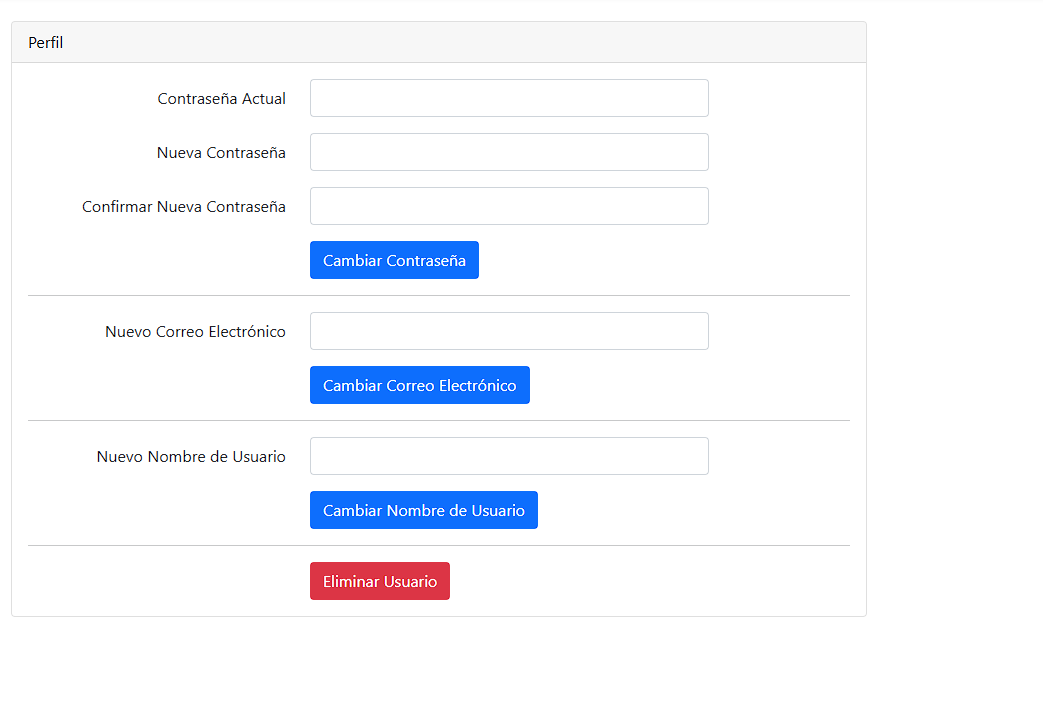 Perfil
Contraseña Actual
Nueva Contraseña
Confirmar Nueva Contraseña
Cambiar Contraseña
Nuevo Correo Electrónico
Cambiar Correo Electrónico
Nuevo Nombre de Usuario
Cambiar Nombre de Usuario
Eliminar Usuario